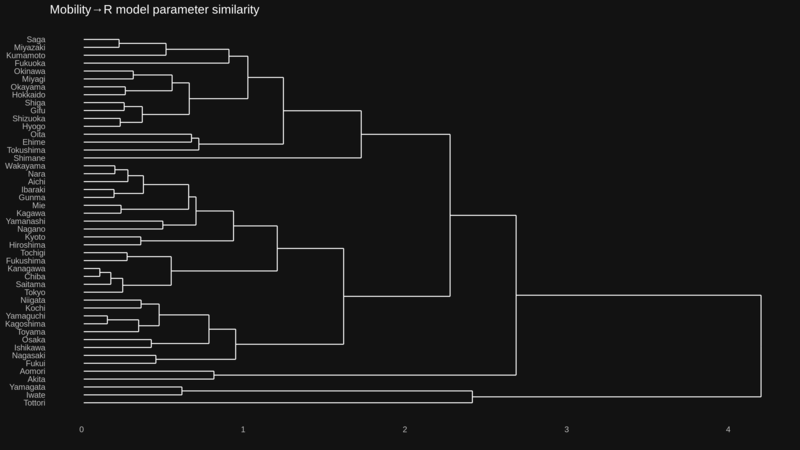 Mobility→R model parameter similarity
Saga
Miyazaki
Kumamoto
Fukuoka
Okinawa
Miyagi
Okayama
Hokkaido
Shiga
Gifu
Shizuoka
Hyogo
Oita
Ehime
Tokushima
Shimane
Wakayama
Nara
Aichi
Ibaraki
Gunma
Mie
Kagawa
Yamanashi
Nagano
Kyoto
Hiroshima
Tochigi
Fukushima
Kanagawa
Chiba
Saitama
Tokyo
Niigata
Kochi
Yamaguchi
Kagoshima
Toyama
Osaka
Ishikawa
Nagasaki
Fukui
Aomori
Akita
Yamagata
Iwate
Tottori
0 1 2 3 4